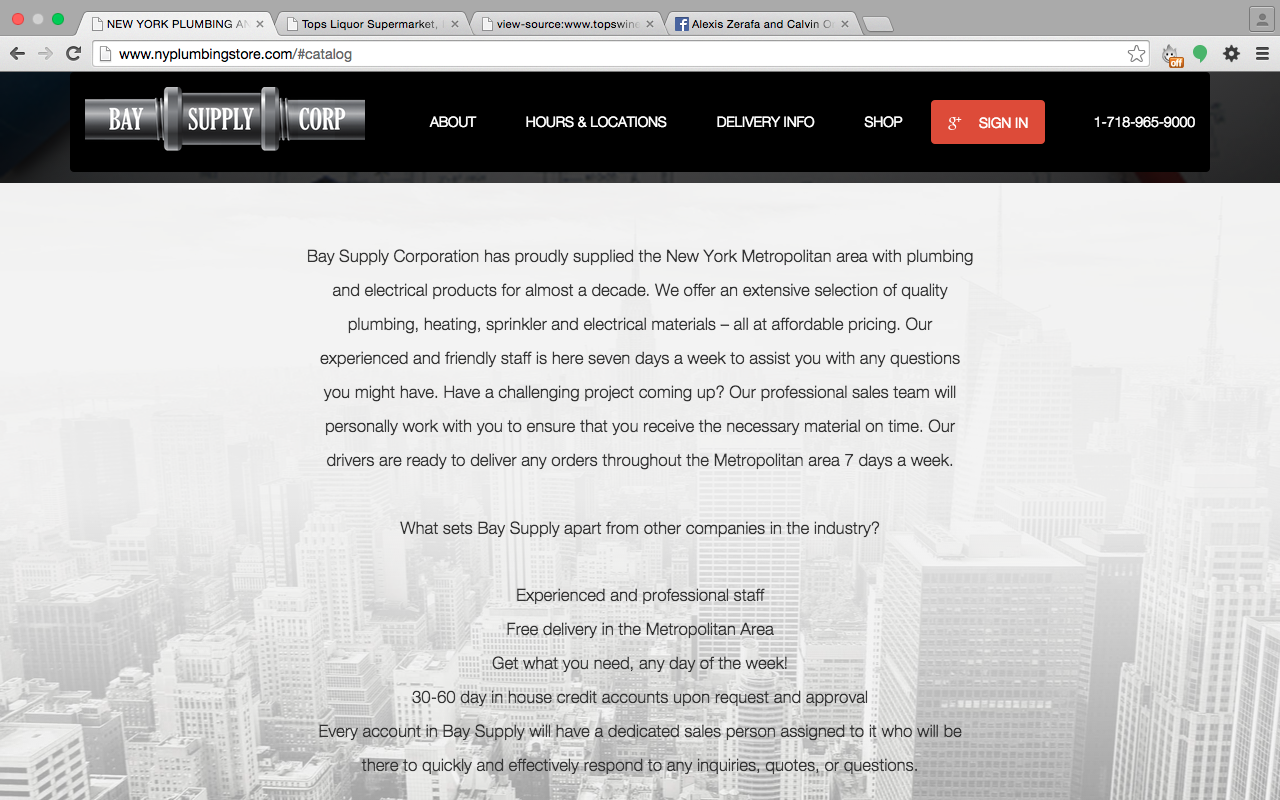 NEW YORK PLUMBING AN
Tops Liquor Supermarket,
view-source:www.topswine
Alexis Zerafa and Calvin O
www.nyplumbingstore.com/#catalog
off
BAY SUPPLY CORP
ABOUT
HOURS & LOCATIONS
DELIVERY INFO
SHOP
g+ SIGN IN
1-718-965-9000
Bay Supply Corporation has proudly supplied the New York Metropolitan area with plumbing
and electrical products for almost a decade. We offer an extensive selection of quality
plumbing, heating, sprinkler and electrical materials – all at affordable pricing. Our
experienced and friendly staff is here seven days a week to assist you with any questions
you might have. Have a challenging project coming up? Our professional sales team will
personally work with you to ensure that you receive the necessary material on time. Our
drivers are ready to deliver any orders throughout the Metropolitan area 7 days a week.
What sets Bay Supply apart from other companies in the industry?
Experienced and professional staff
Free delivery in the Metropolitan Area
Get what you need, any day of the week!
30-60 day in house credit accounts upon request and approval
Every account in Bay Supply will have a dedicated sales person assigned to it who will be
there to quickly and effectively respond to any inquiries, quotes, or questions.